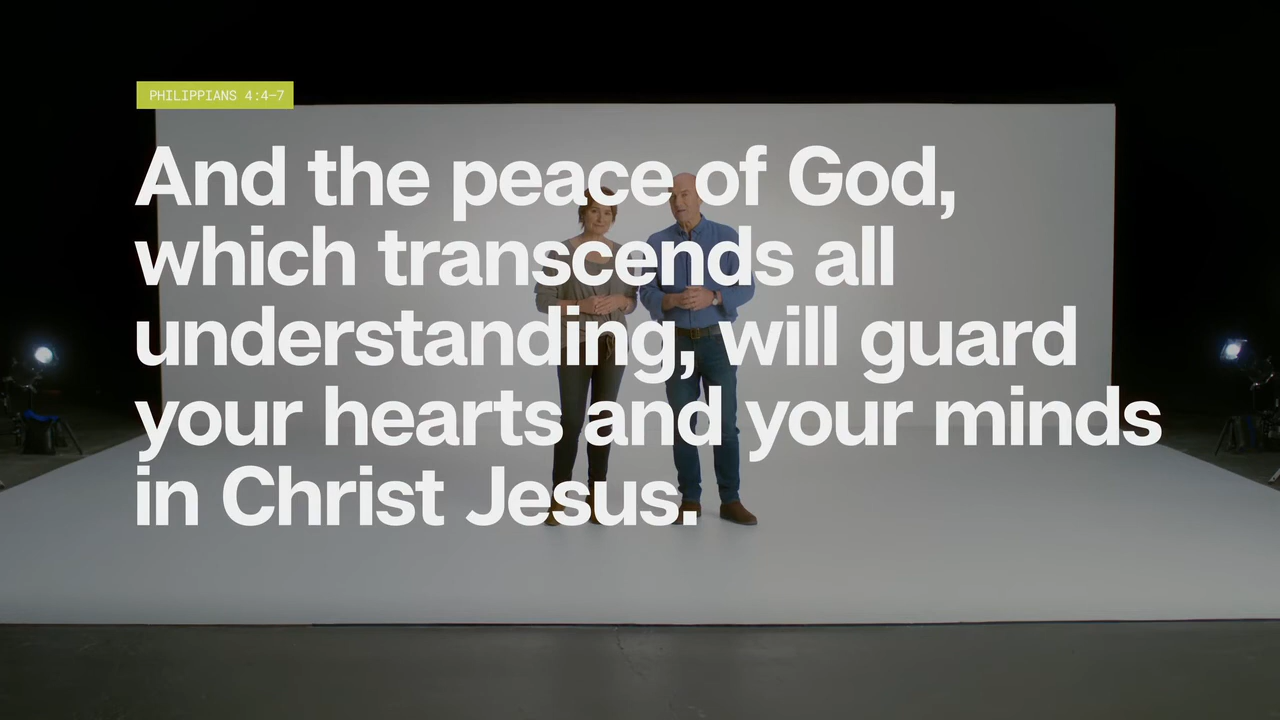 PHILIPPIANS 4:4–7
And the peace of God,
which transcends all
understanding, will guard
your hearts and your minds
in Christ Jesus.